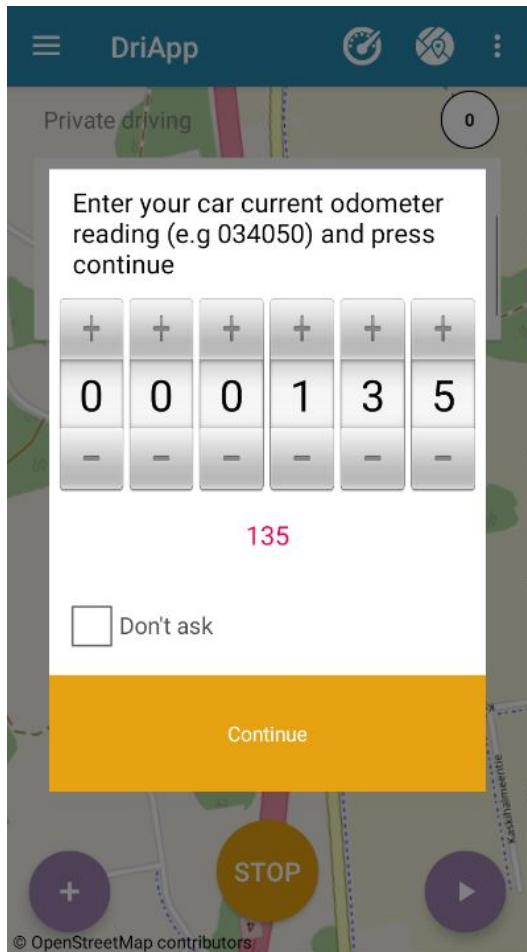 DriApp
Private driving
0
Enter your car current odometer
reading (e.g 034050) and press
continue
+ + + + + +
0 0 0 1 3 5
- - - - - -
135
Don't ask
Continue
Kaskihaimeentie
STOP
+
© OpenStreetMap contributors